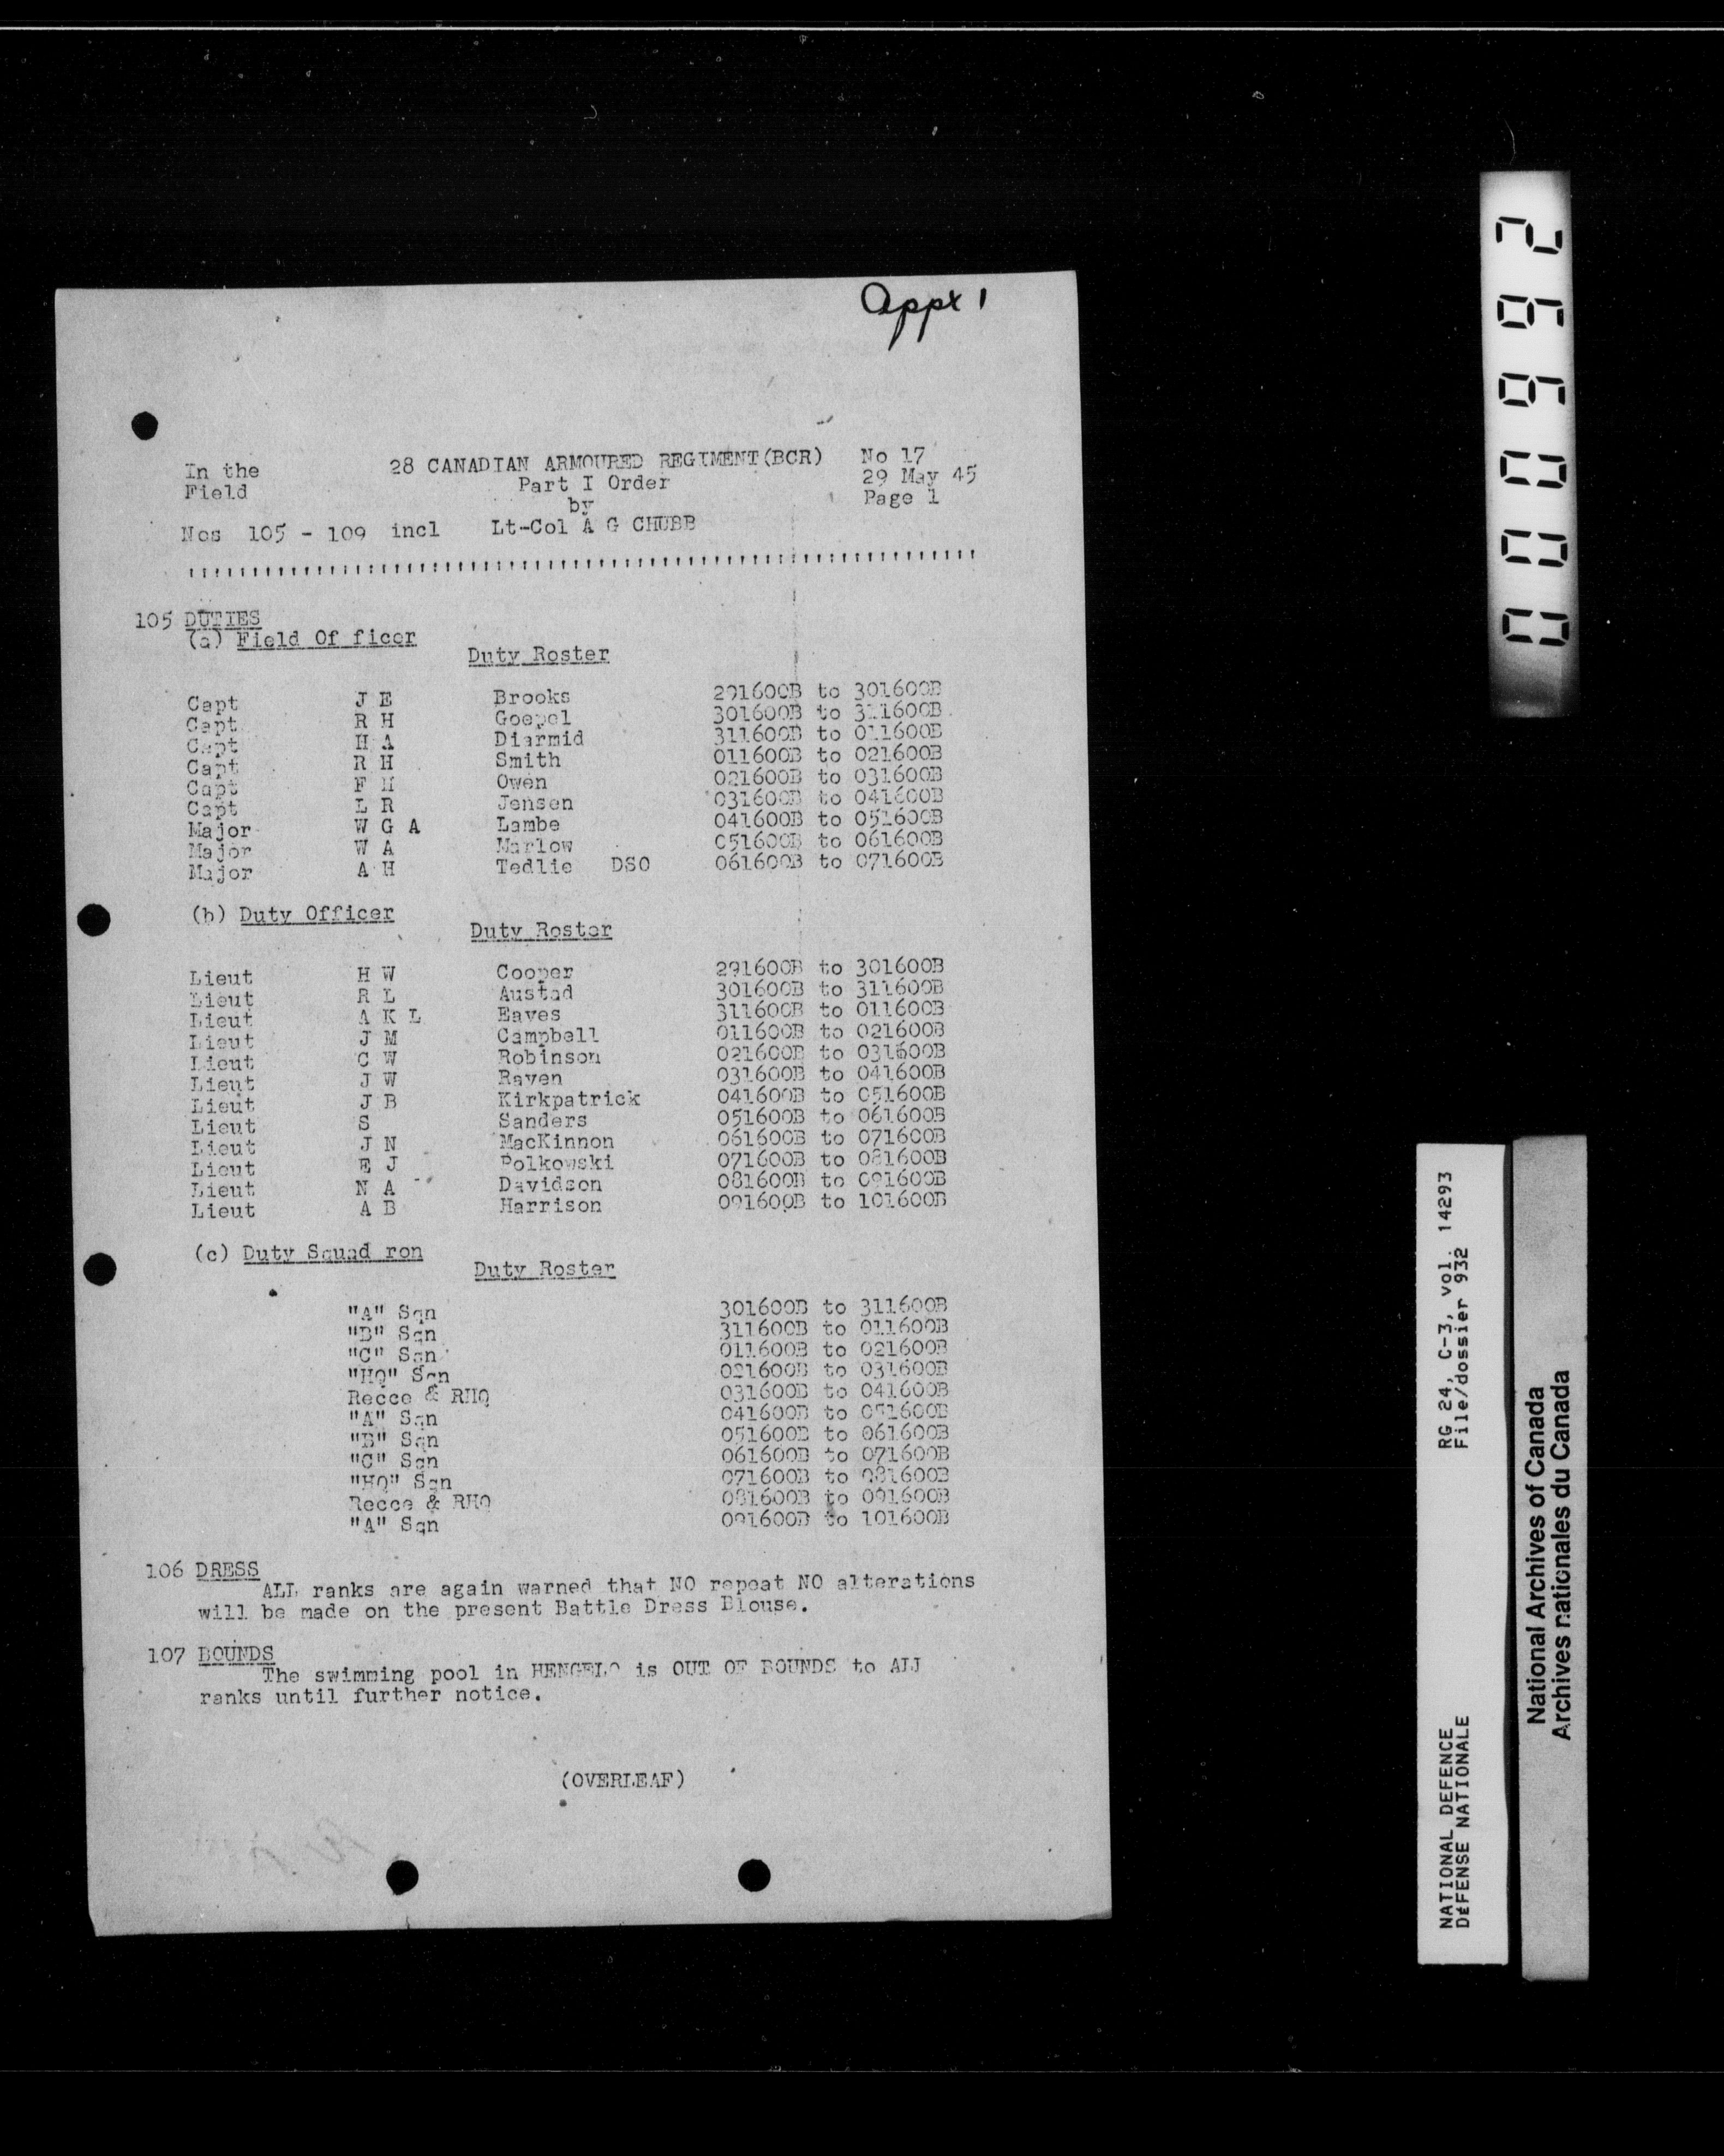 Appx 1
In the 28 CANADIAN ARMOURED REGIMENT(BCR) No 17
Field Part I Order 29 May 45
by Page 1
Nos 105 - 109 incl Lt-Col A G CHUBB
105 DUTIES
(a) Field Of ficer
Duty Roster
Capt J E Brooks 291600B to 301600B
Capt R H Goepel 301600B to 311600B
Capt H A Diarmid 311600B to 011600B
Capt R H Smith 011600B to 021600B
Capt F H Owen 021600B to 031600B
Capt L R Jensen 031600B to 041600B
Major W G A Lambe 041600B to 051600B
Major W A Marlow 051600B to 061600B
Major A H Tedlie DSO 061600B to 071600B
(b) Duty Officer
Duty Roster
Lieut H W Cooper 291600B to 301600B
Lieut R L Austad 301600B to 311600B
Lieut A K L Eaves 311600B to 011600B
Lieut J M Campbell 011600B to 021600B
Lieut C W Robinson 021600B to 031600B
Lieut J W Raven 031600B to 041600B
Lieut J B Kirkpatrick 041600B to 051600B
Lieut S Sanders 051600B to 061600B
Lieut J N MacKinnon 061600B to 071600B
Lieut E J Polkowski 071600B to 081600B
Lieut N A Davidson 081600B to 091600B
Lieut A B Harrison 091600B to 101600B
(c) Duty Squad ron
Duty Roster
"A" Sqn 301600B to 311600B
"B" Sqn 311600B to 011600B
"C" Sqn 011600B to 021600B
"HQ" Sqn 021600B to 031600B
Recce & RHQ 031600B to 041600B
"A" Sqn 041600B to 051600B
"B" Sqn 051600B to 061600B
"C" Sqn 061600B to 071600B
"HQ" Sqn 071600B to 081600B
Recce & RHQ 081600B to 091600B
"A" Sqn 091600B to 101600B
106 DRESS
ALL ranks are again warned that NO repeat NO alterations
will be made on the present Battle Dress Blouse.
107 BOUNDS
The swimming pool in HENGELO is OUT OF BOUNDS to ALL
ranks until further notice.
(OVERLEAF)
000992
RG 24, C-3, vol. 14293
File/dossier 932
NATIONAL DEFENCE
DÉFENSE NATIONALE
National Archives of Canada
Archives nationales du Canada